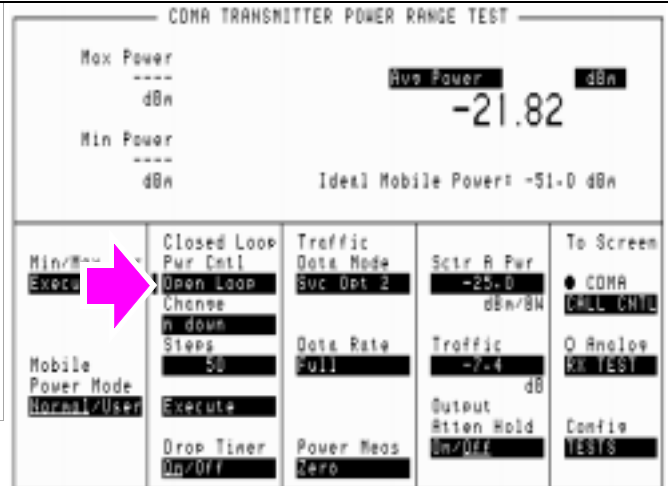 CDMA TRANSMITTER POWER RANGE TEST
Max Power
----
dBm
Min Power
----
dBm
Avg Power
dBm
-21.82
Ideal Mobile Power: -51.0 dBm
Closed Loop
Pwr Cntl
Open Loop
Change
n down
Steps
50
Execute
Drop Timer
On/Off
Mobile
Power Mode
Normal/User
Traffic
Data Mode
Svc Opt 2
Data Rate
Full
Power Meas
Zero
Sctr A Pwr
-25.0
dBm/BW
Traffic
-7.4
dB
Output
Atten Hold
On/Off
To Screen
CDMA
CALL CNTL
Analog
RX TEST
Config
TESTS